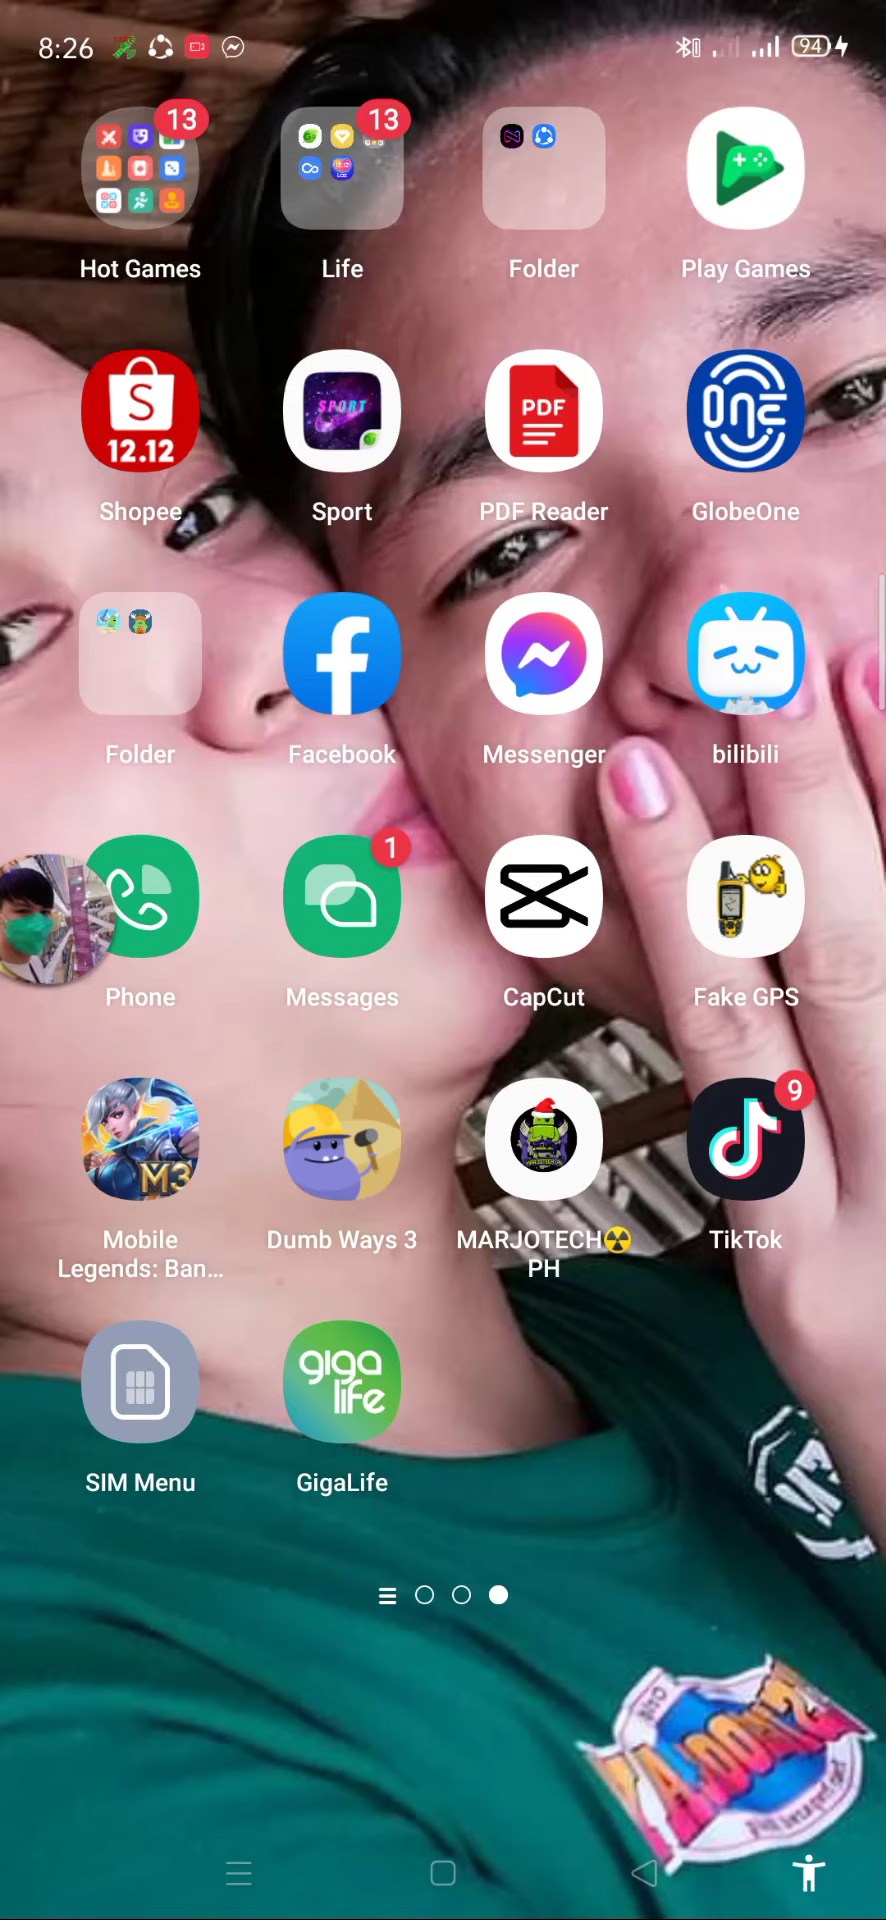 8:26
94
13
13
Hot Games
Life
Folder
Play Games
S
12.12
SPORT
PDF
ONE
Shopee
Sport
PDF Reader
GlobeOne
Folder
Facebook
Messenger
bilibili
1
Phone
Messages
CapCut
Fake GPS
9
M3
Mobile
Legends: Ban...
Dumb Ways 3
MARJOTECH☢
PH
TikTok
giga
life
SIM Menu
GigaLife